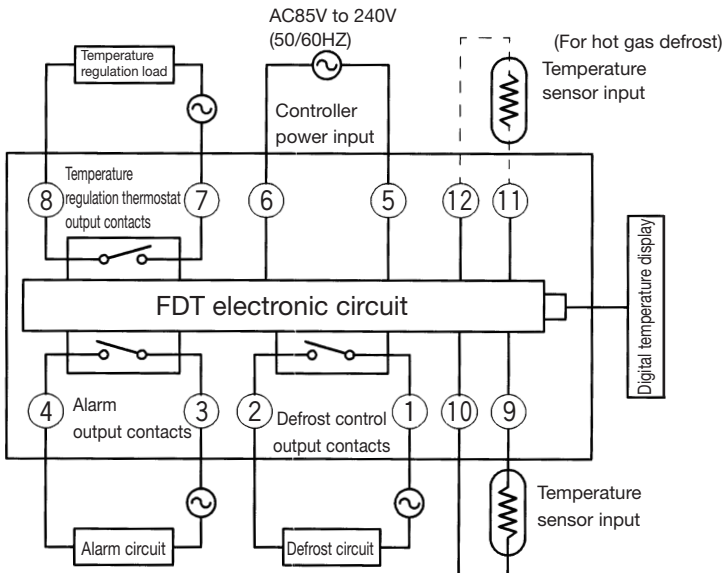 AC85V to 240V
(50/60HZ)
(For hot gas defrost)
Temperature
sensor input
Temperature
regulation load
Controller
power input
8
Temperature
regulation thermostat
output contacts
7
6
5
12
11
FDT electronic circuit
Digital temperature display
4
Alarm
output contacts
3
2
Defrost control
output contacts
1
10
9
Temperature
sensor input
Alarm circuit
Defrost circuit